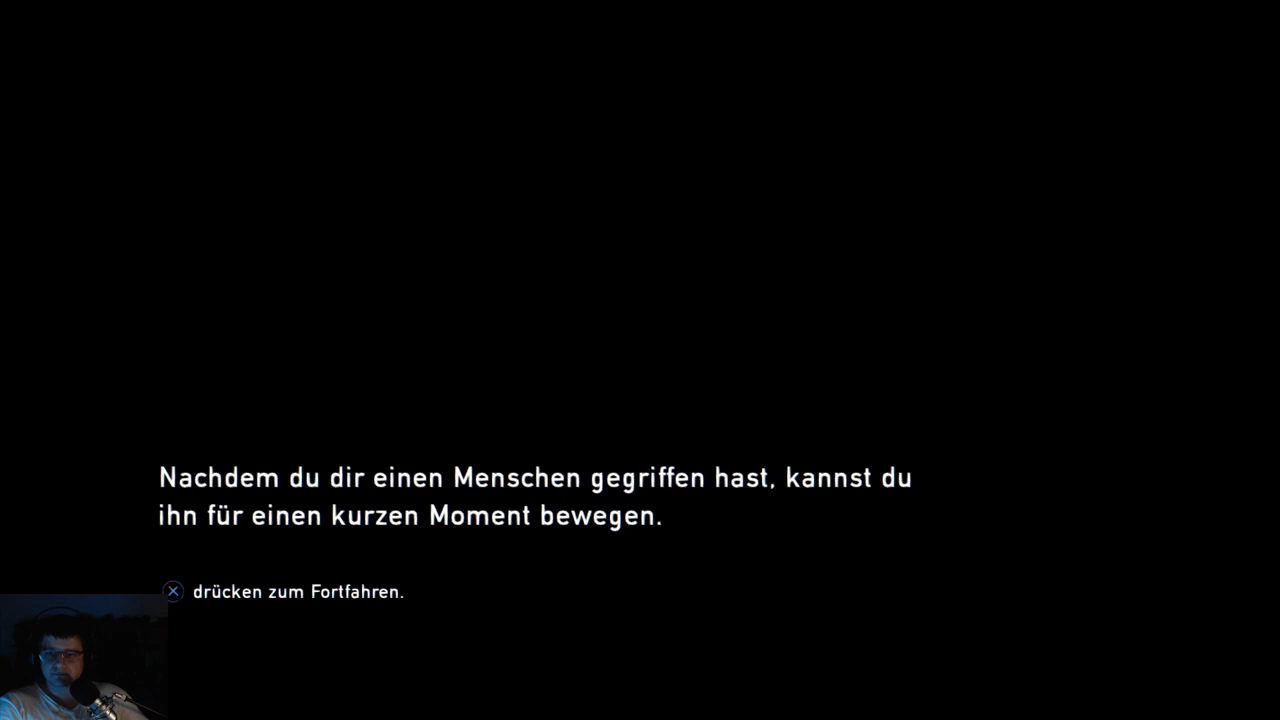 Nachdem du dir einen Menschen gegriffen hast, kannst du
ihn für einen kurzen Moment bewegen.
drücken zum Fortfahren.